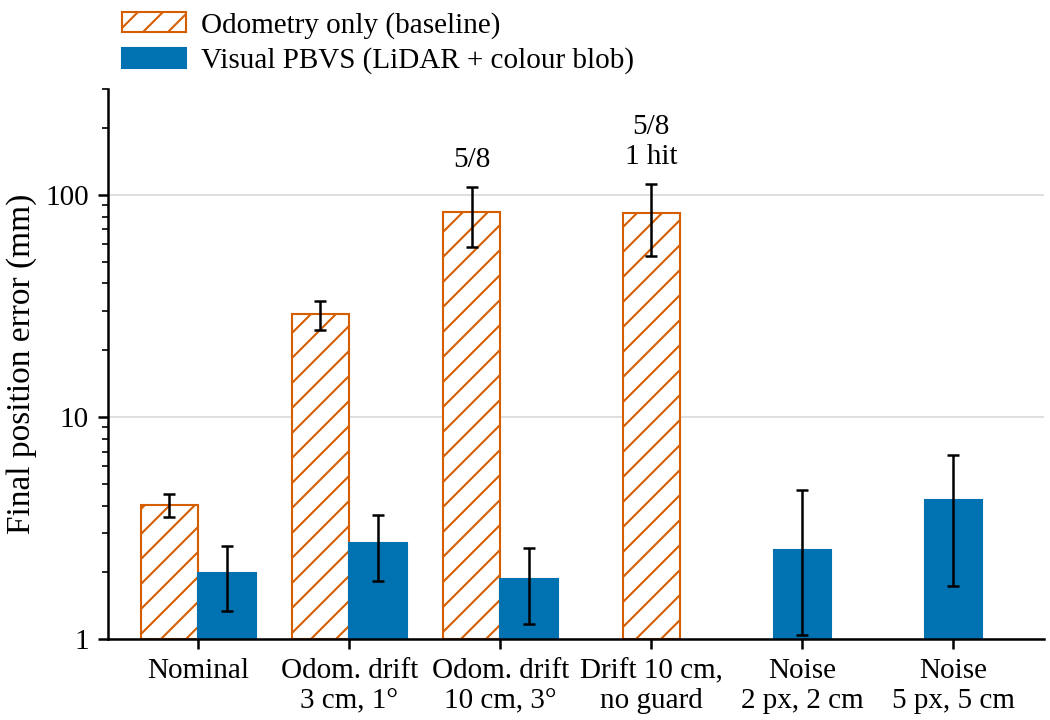 Odometry only (baseline)
Visual PBVS (LiDAR + colour blob)
Final position error (mm)
100
10
1
5/8
5/8
1 hit
Nominal
Odom. drift
3 cm, 1°
Odom. drift
10 cm, 3°
Drift 10 cm,
no guard
Noise
2 px, 2 cm
Noise
5 px, 5 cm